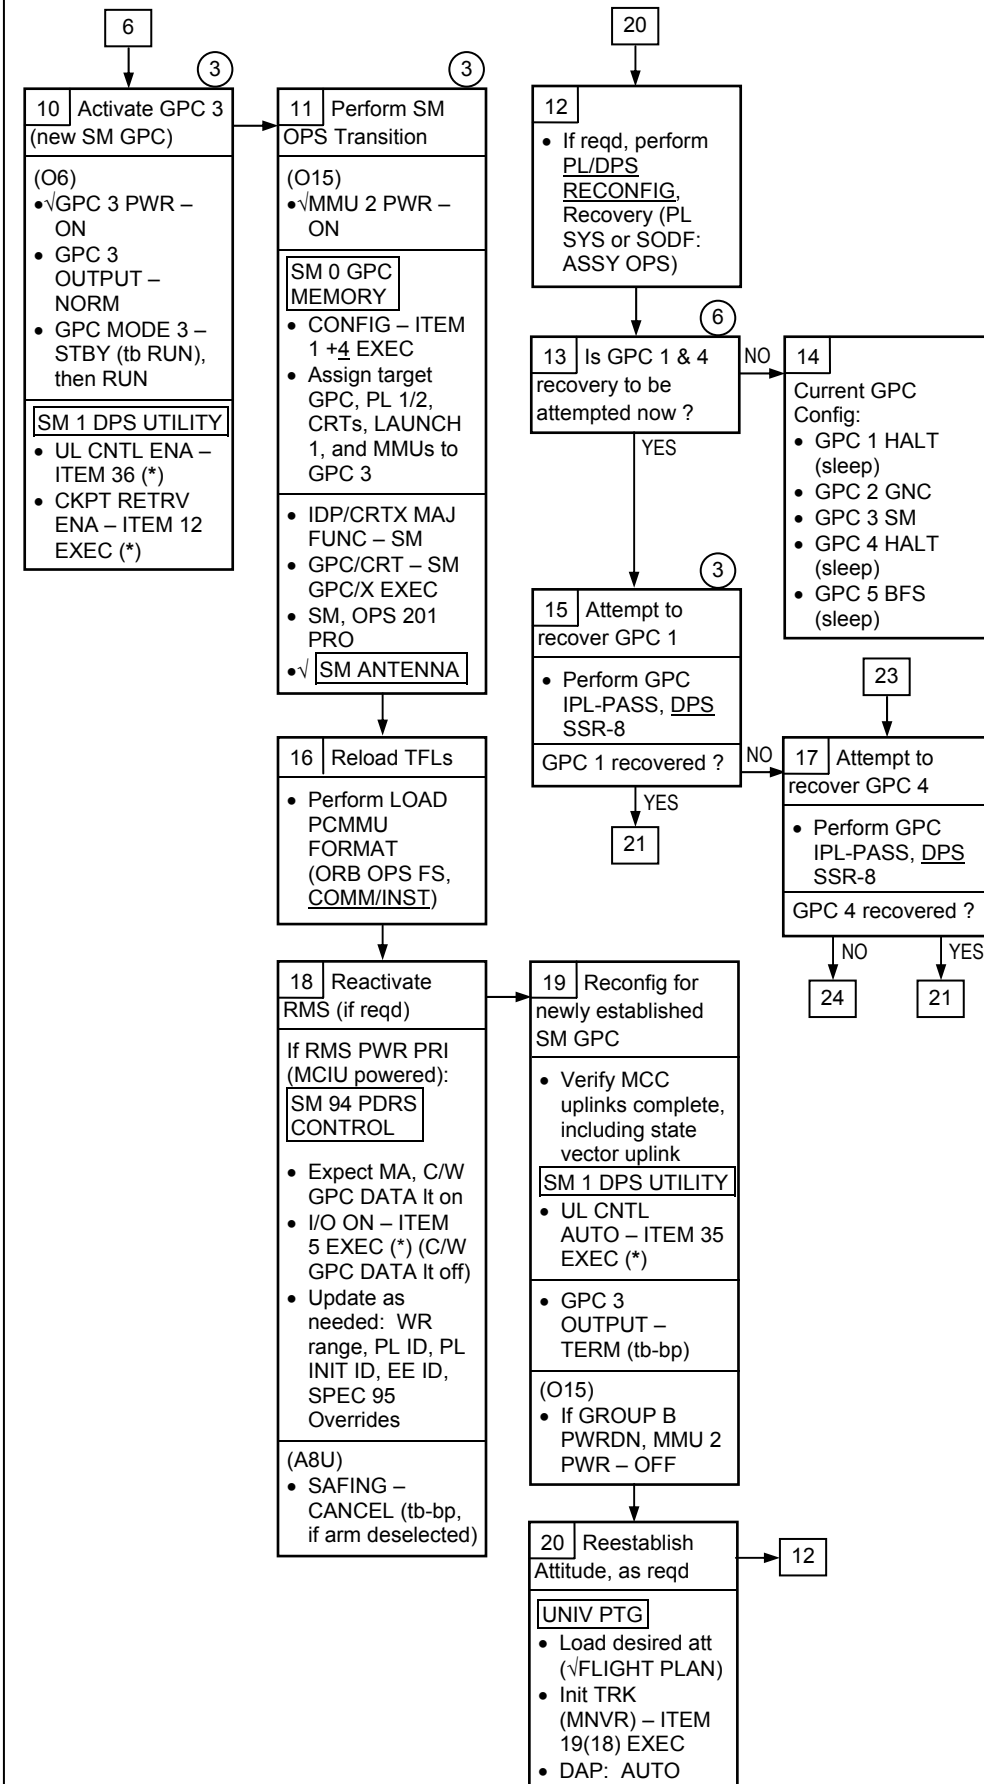 6
3
10 Activate GPC 3
(new SM GPC)
(O6)
•√GPC 3 PWR –
ON
• GPC 3
OUTPUT –
NORM
• GPC MODE 3 –
STBY (tb RUN),
then RUN
SM 1 DPS UTILITY
• UL CNTL ENA –
ITEM 36 (*)
• CKPT RETRV
ENA – ITEM 12
EXEC (*)
3
11 Perform SM
OPS Transition
(O15)
•√MMU 2 PWR –
ON
SM 0 GPC
MEMORY
• CONFIG – ITEM
1 +4 EXEC
• Assign target
GPC, PL 1/2,
CRTs, LAUNCH
1, and MMUs to
GPC 3
• IDP/CRTX MAJ
FUNC – SM
• GPC/CRT – SM
GPC/X EXEC
• SM, OPS 201
PRO
•√ SM ANTENNA
16 Reload TFLs
• Perform LOAD
PCMMU
FORMAT
(ORB OPS FS,
COMM/INST)
18 Reactivate
RMS (if reqd)
If RMS PWR PRI
(MCIU powered):
SM 94 PDRS
CONTROL
• Expect MA, C/W
GPC DATA lt on
• I/O ON – ITEM
5 EXEC (*) (C/W
GPC DATA lt off)
• Update as
needed: WR
range, PL ID, PL
INIT ID, EE ID,
SPEC 95
Overrides
(A8U)
• SAFING –
CANCEL (tb-bp,
if arm deselected)
19 Reconfig for
newly established
SM GPC
• Verify MCC
uplinks complete,
including state
vector uplink
SM 1 DPS UTILITY
• UL CNTL
AUTO – ITEM 35
EXEC (*)
• GPC 3
OUTPUT –
TERM (tb-bp)
(O15)
• If GROUP B
PWRDN, MMU 2
PWR – OFF
20 Reestablish
Attitude, as reqd
UNIV PTG
• Load desired att
(√FLIGHT PLAN)
• Init TRK
(MNVR) – ITEM
19(18) EXEC
• DAP: AUTO
12
20
12
• If reqd, perform
PL/DPS
RECONFIG,
Recovery (PL
SYS or SODF:
ASSY OPS)
6
13 Is GPC 1 & 4
recovery to be
attempted now ?
NO
YES
14
Current GPC
Config:
• GPC 1 HALT
(sleep)
• GPC 2 GNC
• GPC 3 SM
• GPC 4 HALT
(sleep)
• GPC 5 BFS
(sleep)
3
15 Attempt to
recover GPC 1
• Perform GPC
IPL-PASS, DPS
SSR-8
GPC 1 recovered ?
NO
YES
21
23
17 Attempt to
recover GPC 4
• Perform GPC
IPL-PASS, DPS
SSR-8
GPC 4 recovered ?
NO
YES
24
21